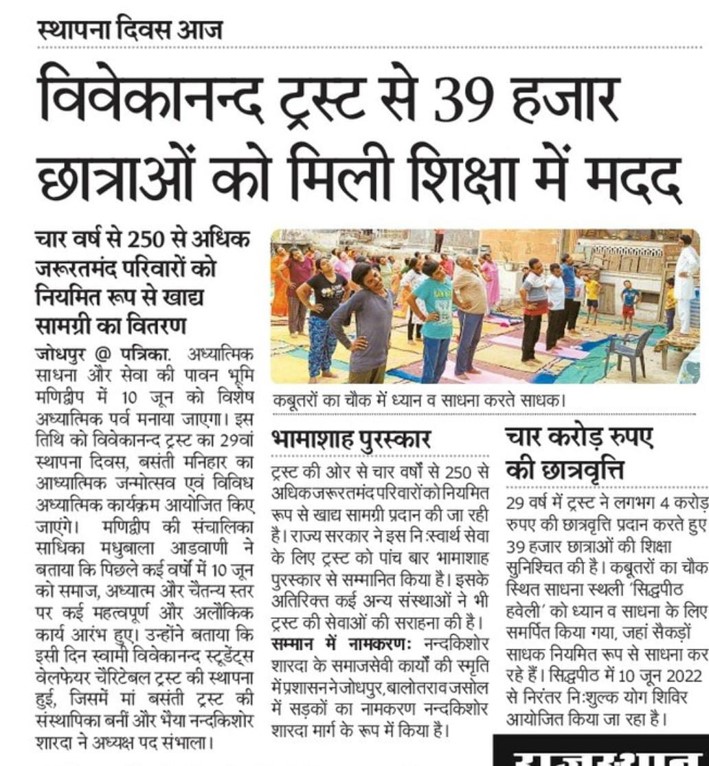 स्थापना दिवस आज
विवेकानन्द ट्रस्ट से 39 हजार
छात्राओं को मिली शिक्षा में मदद
चार वर्ष से 250 से अधिक
जरूरतमंद परिवारों को
नियमित रूप से खाद्य
सामग्री का वितरण
जोधपुर @ पत्रिका. अध्यात्मिक
साधना और सेवा की पावन भूमि
मणिद्वीप में 10 जून को विशेष
अध्यात्मिक पर्व मनाया जाएगा। इस
तिथि को विवेकानन्द ट्रस्ट का 29वां
स्थापना दिवस, बसंती मनिहार का
आध्यात्मिक जन्मोत्सव एवं विविध
अध्यात्मिक कार्यक्रम आयोजित किए
जाएंगे। मणिद्वीप की संचालिका
साधिका मधुबाला आडवाणी ने
बताया कि पिछले कई वर्षों में 10 जून
को समाज, अध्यात्म और चैतन्य स्तर
पर कई महत्वपूर्ण और अलौकिक
कार्य आरंभ हुए। उन्होंने बताया कि
इसी दिन स्वामी विवेकानन्द स्टूडेंट्स
वेलफेयर चैरिटेबल ट्रस्ट की स्थापना
हुई, जिसमें मां बसन्ती ट्रस्ट की
संस्थापिका बनीं और भैया नन्दकिशोर
शारदा ने अध्यक्ष पद संभाला।
कबूतरों का चौक में ध्यान व साधना करते साधक।
भामाशाह पुरस्कार
ट्रस्ट की ओर से चार वर्षों से 250 से
अधिक जरूरतमंद परिवारों को नियमित
रूप से खाद्य सामग्री प्रदान की जा रही
है। राज्य सरकार ने इस निःस्वार्थ सेवा
के लिए ट्रस्ट को पांच बार भामाशाह
पुरस्कार से सम्मानित किया है। इसके
अतिरिक्त कई अन्य संस्थाओं ने भी
ट्रस्ट की सेवाओं की सराहना की है।
सम्मान में नामकरण: नन्दकिशोर
शारदा के समाजसेवी कार्यों की स्मृति
में प्रशासन ने जोधपुर, बालोतरा व जसोल
में सड़कों का नामकरण नन्दकिशोर
शारदा मार्ग के रूप में किया है।
चार करोड़ रुपए
की छात्रवृत्ति
29 वर्ष में ट्रस्ट ने लगभग 4 करोड़
रुपए की छात्रवृत्ति प्रदान करते हुए
39 हजार छात्राओं की शिक्षा
सुनिश्चित की है। कबूतरों का चौक
स्थित साधना स्थली 'सिद्धपीठ
हवेली' को ध्यान व साधना के लिए
समर्पित किया गया, जहां सैकड़ों
साधक नियमित रूप से साधना कर
रहे हैं। सिद्धपीठ में 10 जून 2022
से निरंतर निःशुल्क योग शिविर
आयोजित किया जा रहा है।